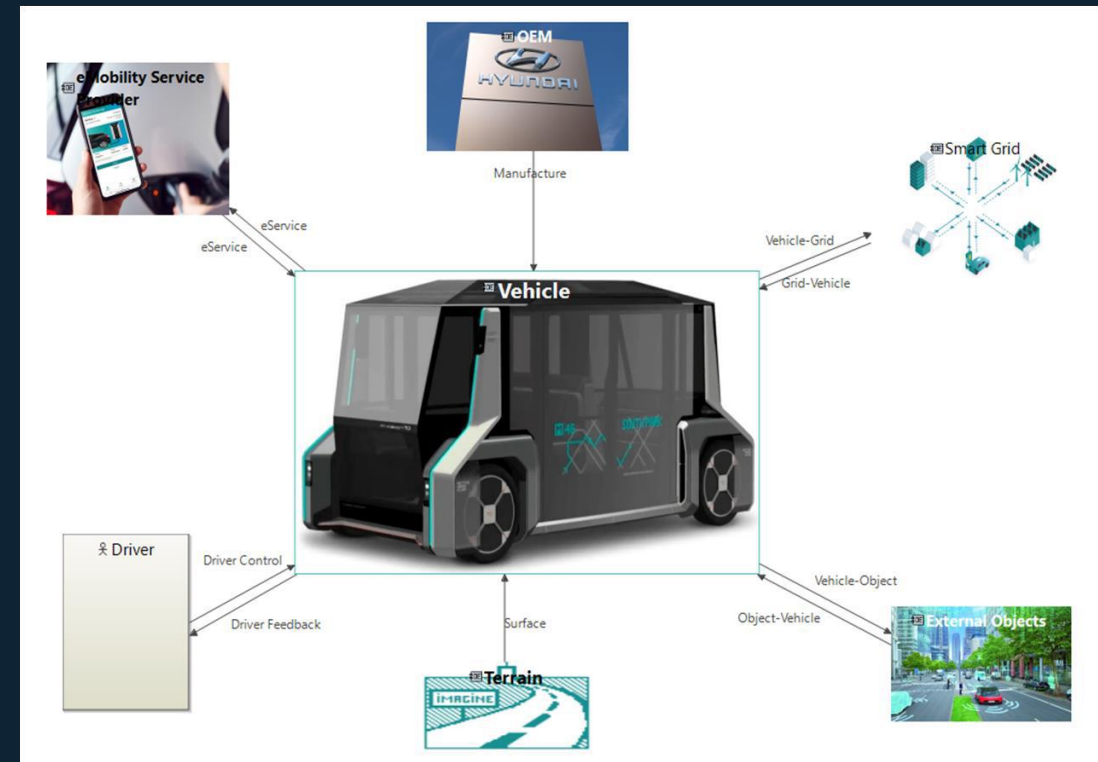 OEM
HYUNDAI
eMobility Service
Provider
Smart Grid
Manufacture
eService
eService
Vehicle-Grid
Grid-Vehicle
Vehicle
Driver
Driver Control
Driver Feedback
Surface
Vehicle-Object
Object-Vehicle
External Objects
Terrain
IMAGINE